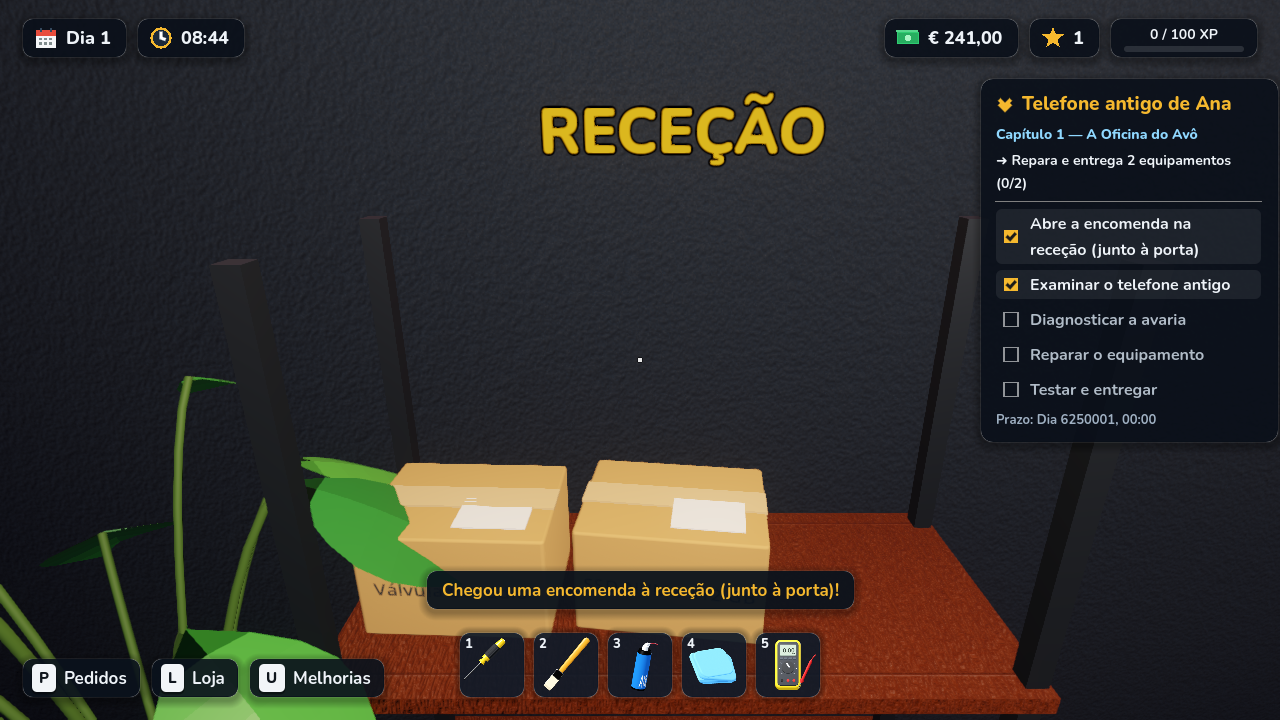 Dia 1
08:44
€ 241,00
1
0 / 100 XP
RECEÇÃO
Telefone antigo de Ana
Capítulo 1 — A Oficina do Avô
➜ Repara e entrega 2 equipamentos
(0/2)
Abre a encomenda na
receção (junto à porta)
Examinar o telefone antigo
Diagnosticar a avaria
Reparar o equipamento
Testar e entregar
Prazo: Dia 6250001, 00:00
Chegou uma encomenda à receção (junto à porta)!
1
2
3
4
5
0.00
P Pedidos
L Loja
U Melhorias